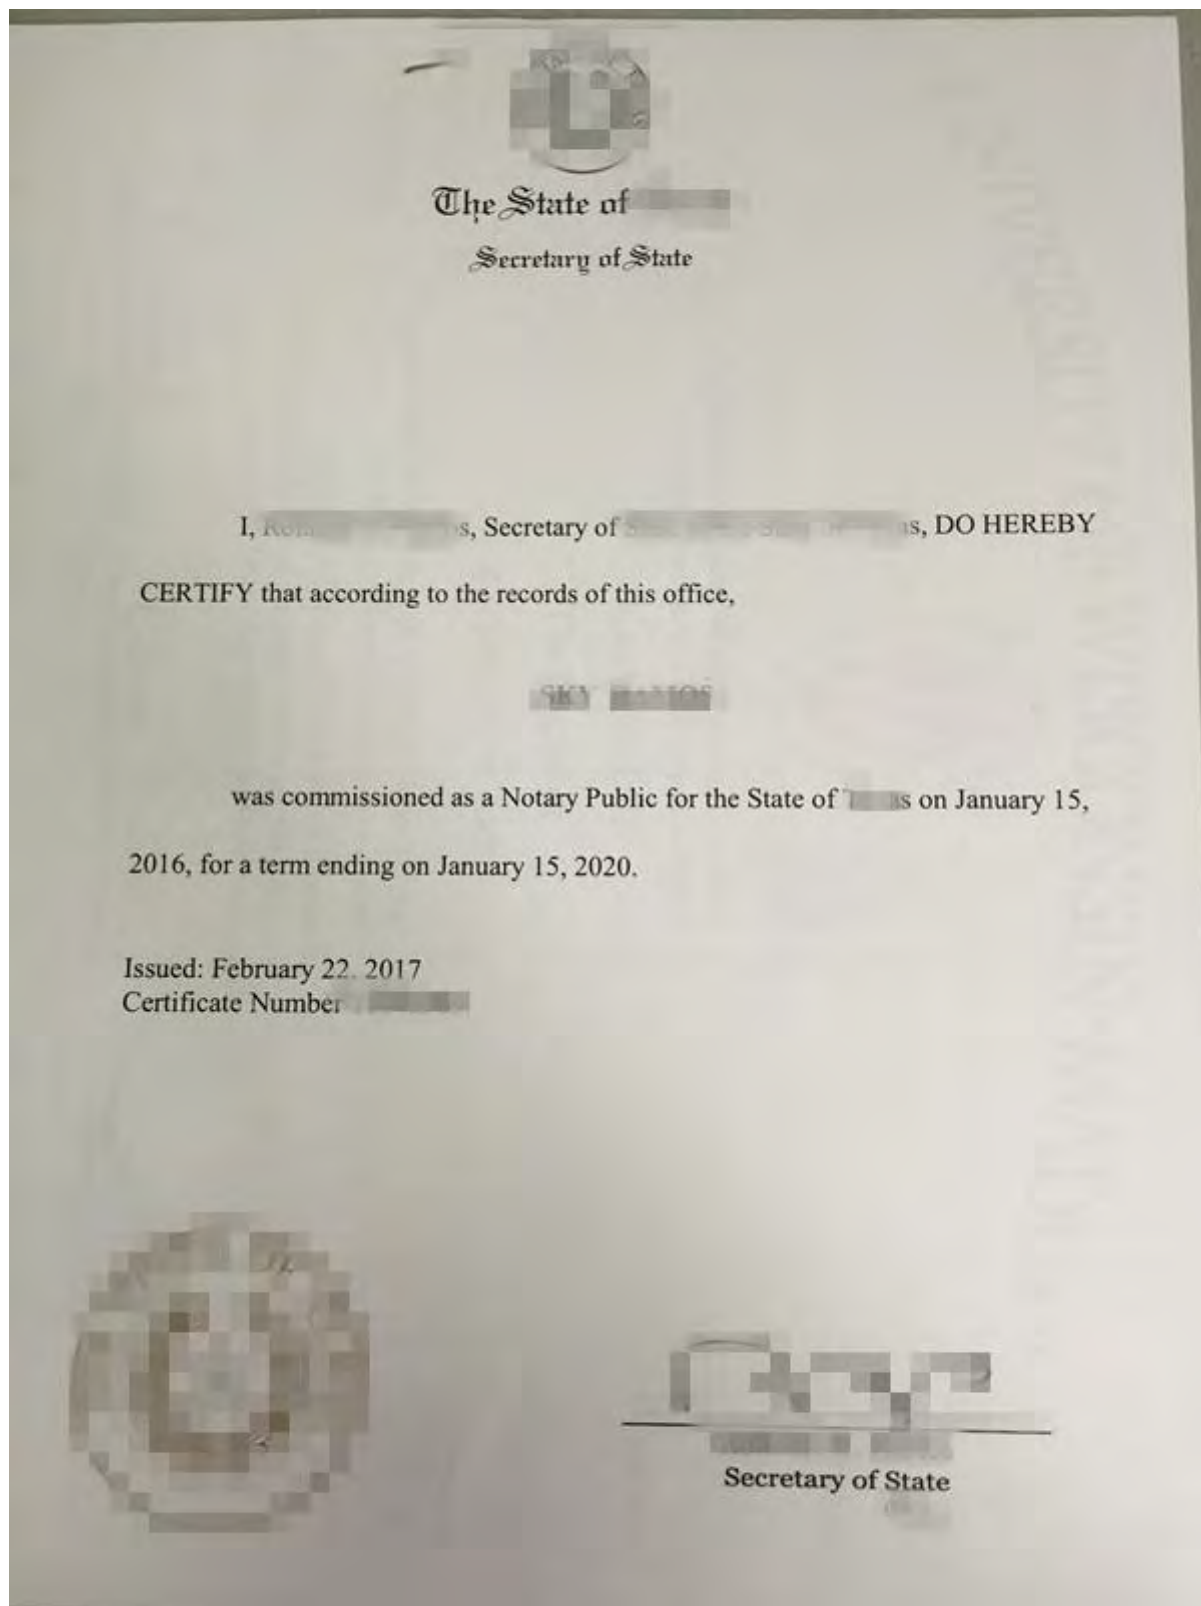 The State of
Secretary of State
I, s, Secretary of s, DO HEREBY
CERTIFY that according to the records of this office,
SKY
was commissioned as a Notary Public for the State of s on January 15,
2016, for a term ending on January 15, 2020.
Issued: February 22, 2017
Certificate Number
Secretary of State